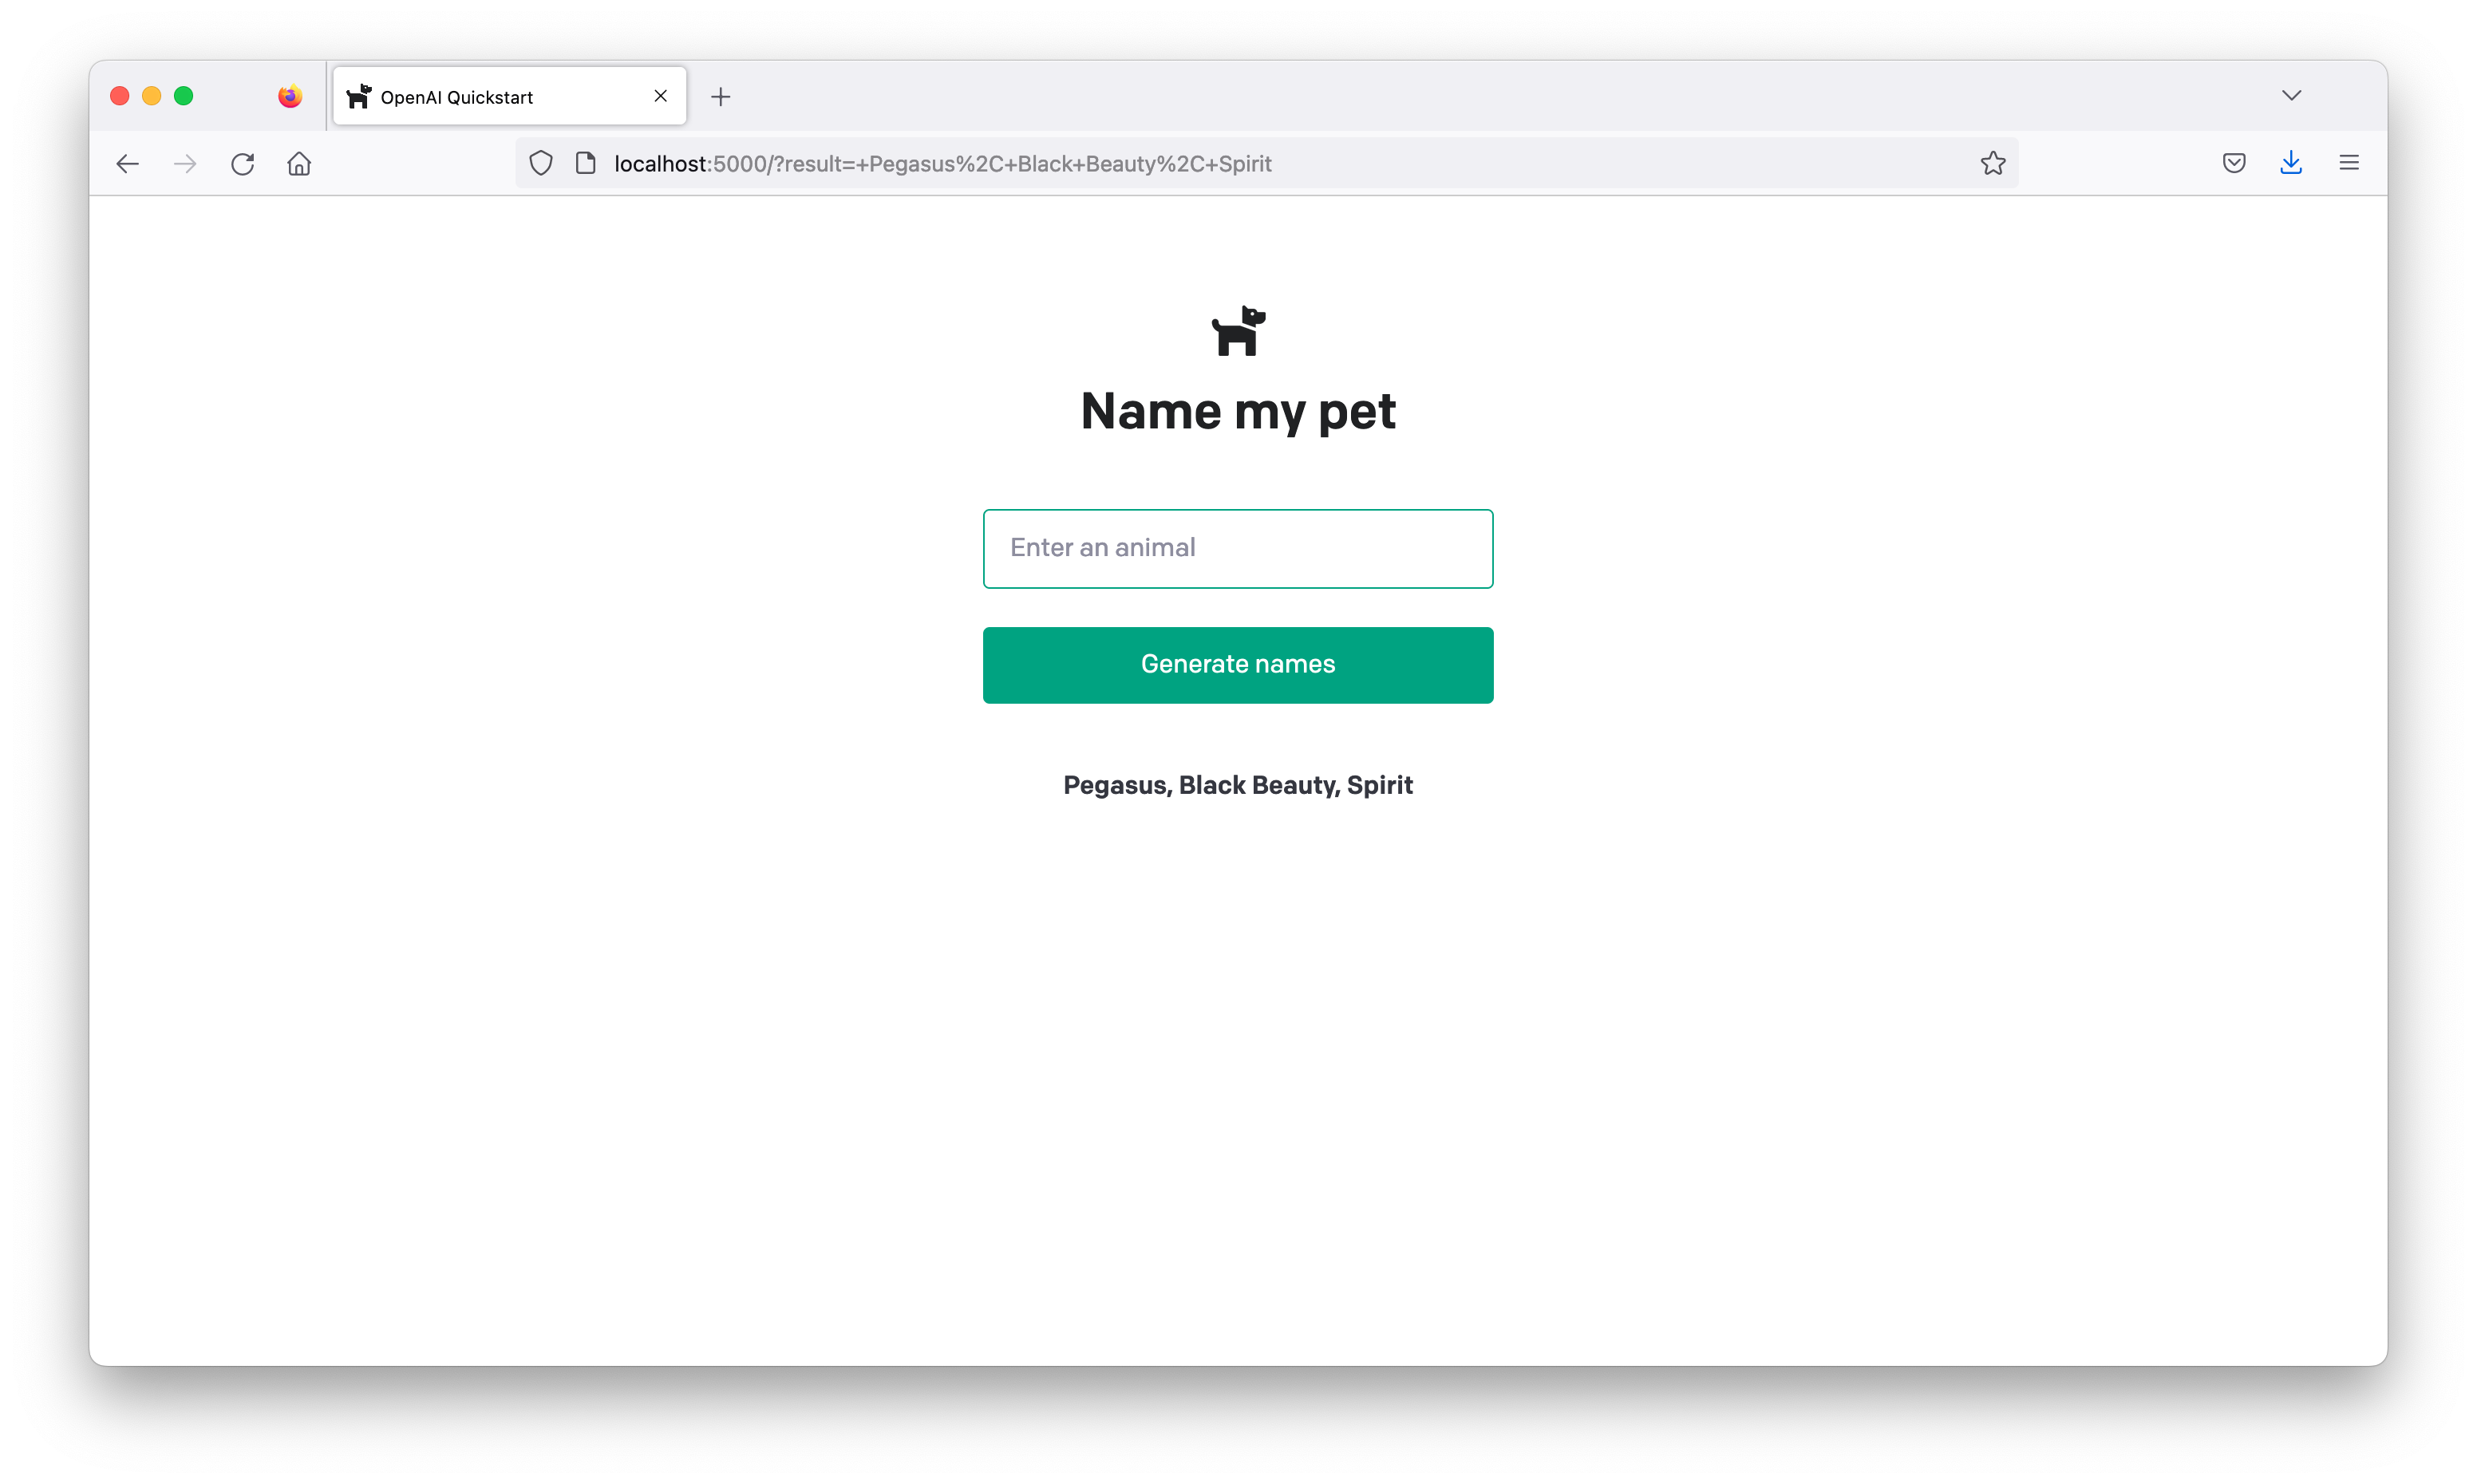 OpenAI Quickstart
localhost:5000/?result=+Pegasus%2C+Black+Beauty%2C+Spirit
Name my pet
Enter an animal
Generate names
Pegasus, Black Beauty, Spirit